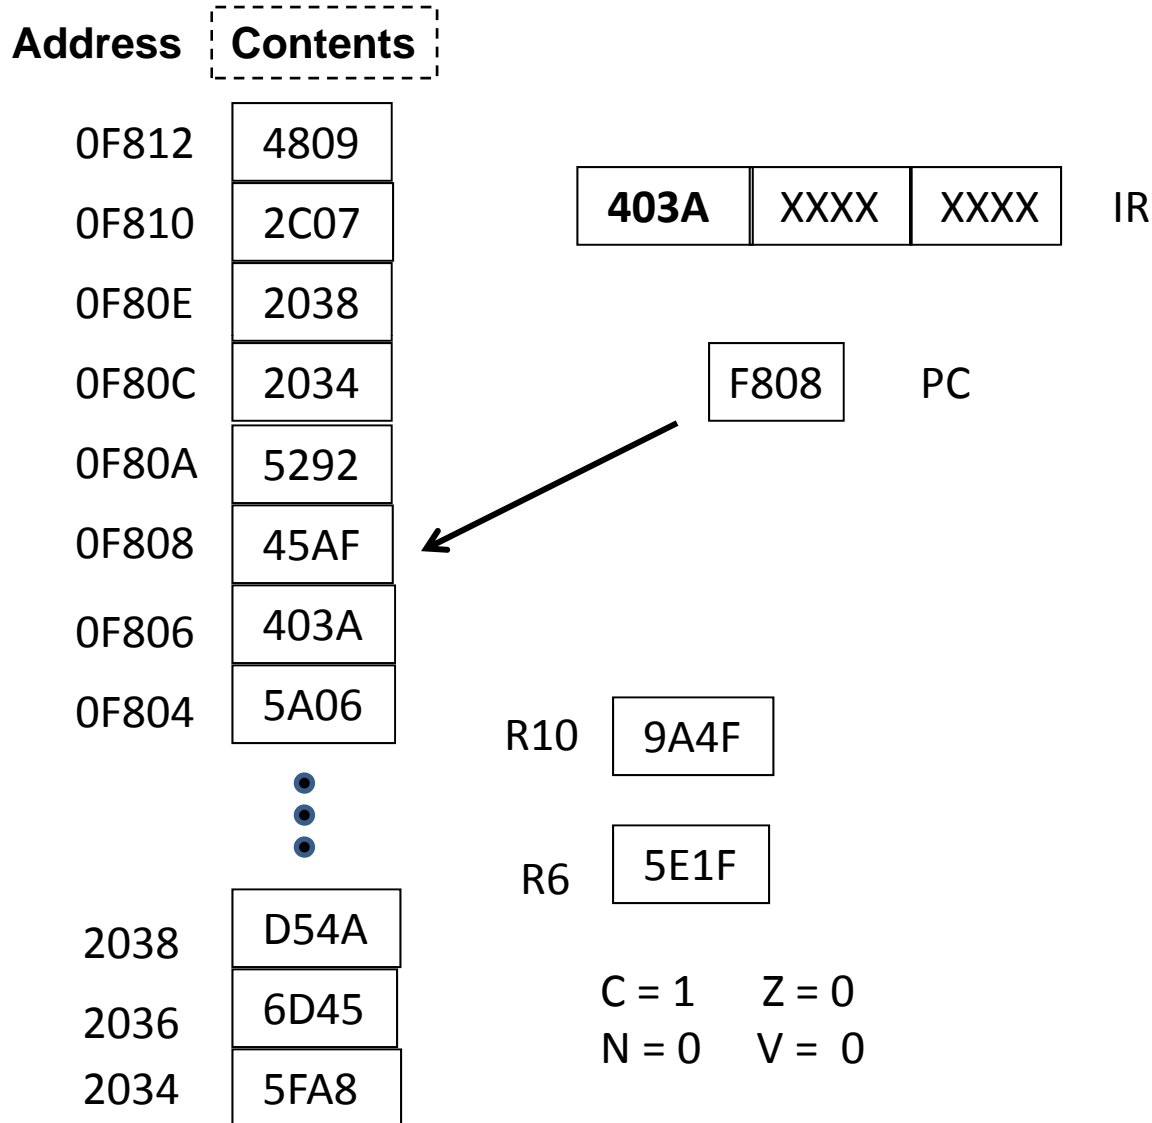 Address Contents
0F812 4809
403A XXXX XXXX IR
0F810 2C07
0F80E 2038
0F80C 2034
F808 PC
0F80A 5292
0F808 45AF
0F806 403A
0F804 5A06
R10 9A4F
R6 5E1F
2038 D54A
2036 6D45
C = 1 Z = 0
N = 0 V = 0
2034 5FA8